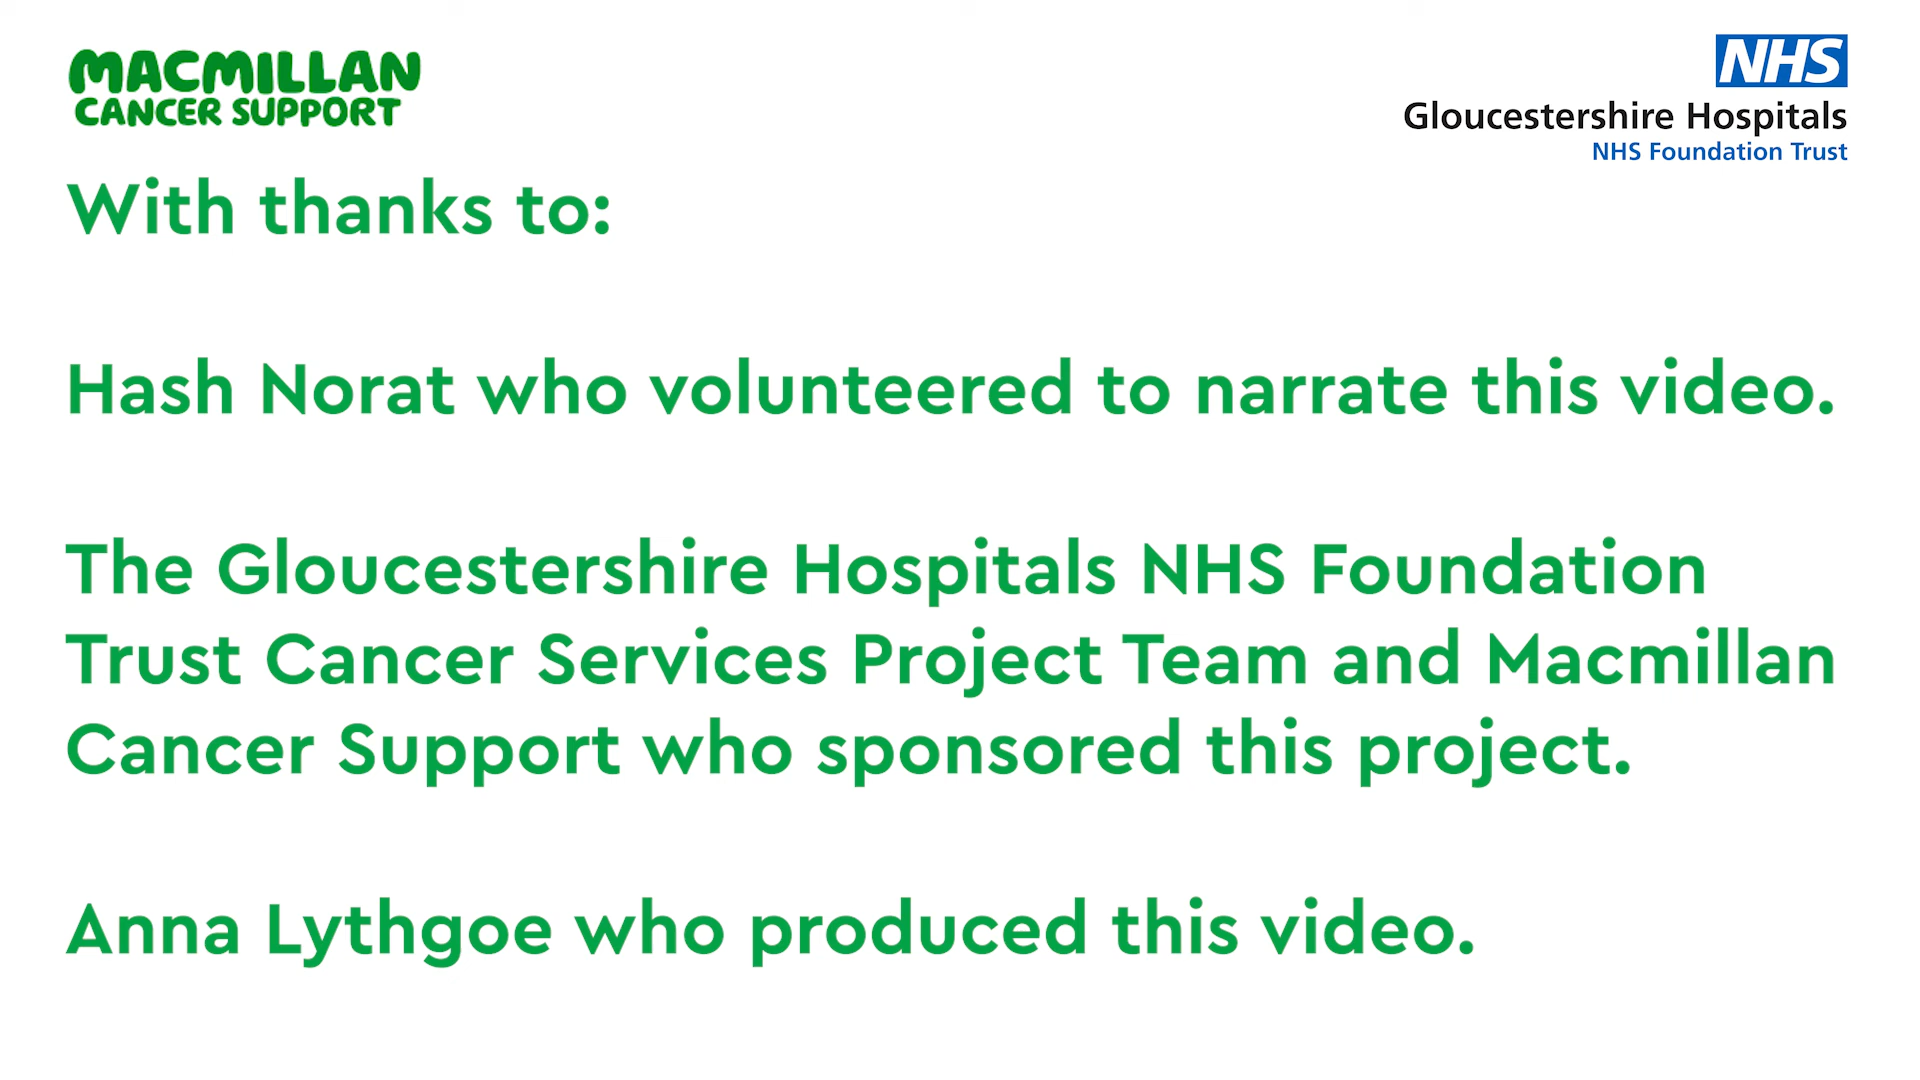 MACMILLAN
CANCER SUPPORT
NHS
Gloucestershire Hospitals
NHS Foundation Trust
With thanks to:
Hash Norat who volunteered to narrate this video.
The Gloucestershire Hospitals NHS Foundation
Trust Cancer Services Project Team and Macmillan
Cancer Support who sponsored this project.
Anna Lythgoe who produced this video.